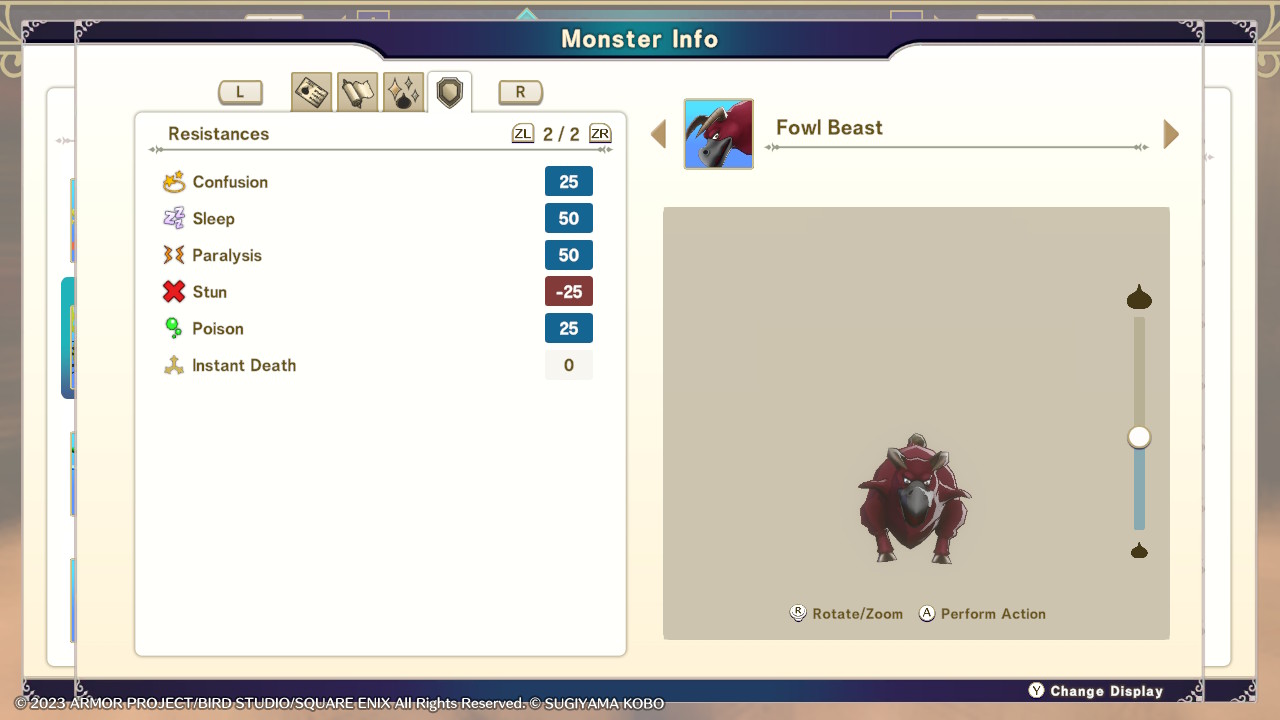 Monster Info
L
R
Resistances
ZL 2 / 2 ZR
Confusion 25
Sleep 50
Paralysis 50
Stun -25
Poison 25
Instant Death 0
Fowl Beast
R Rotate/Zoom A Perform Action
Y Change Display
© 2023 ARMOR PROJECT/BIRD STUDIO/SQUARE ENIX All Rights Reserved. © SUGIYAMA KOBO